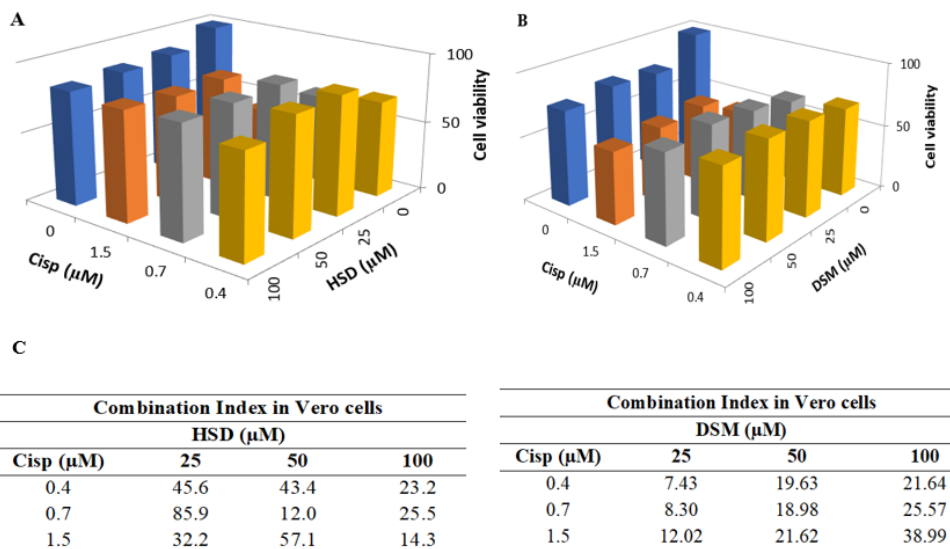 A
100
50
0
Cell viability
0
1.5
0.7
0.4
Cisp (μM)
100
50
25
0
HSD (μM)
B
100
50
0
Cell viability
0
1.5
0.7
0.4
Cisp (μM)
100
50
25
0
DSM (μM)
C
Combination Index in Vero cells
HSD (μM)
Cisp (μM) 25 50 100
0.4 45.6 43.4 23.2
0.7 85.9 12.0 25.5
1.5 32.2 57.1 14.3
Combination Index in Vero cells
DSM (μM)
Cisp (μM) 25 50 100
0.4 7.43 19.63 21.64
0.7 8.30 18.98 25.57
1.5 12.02 21.62 38.99